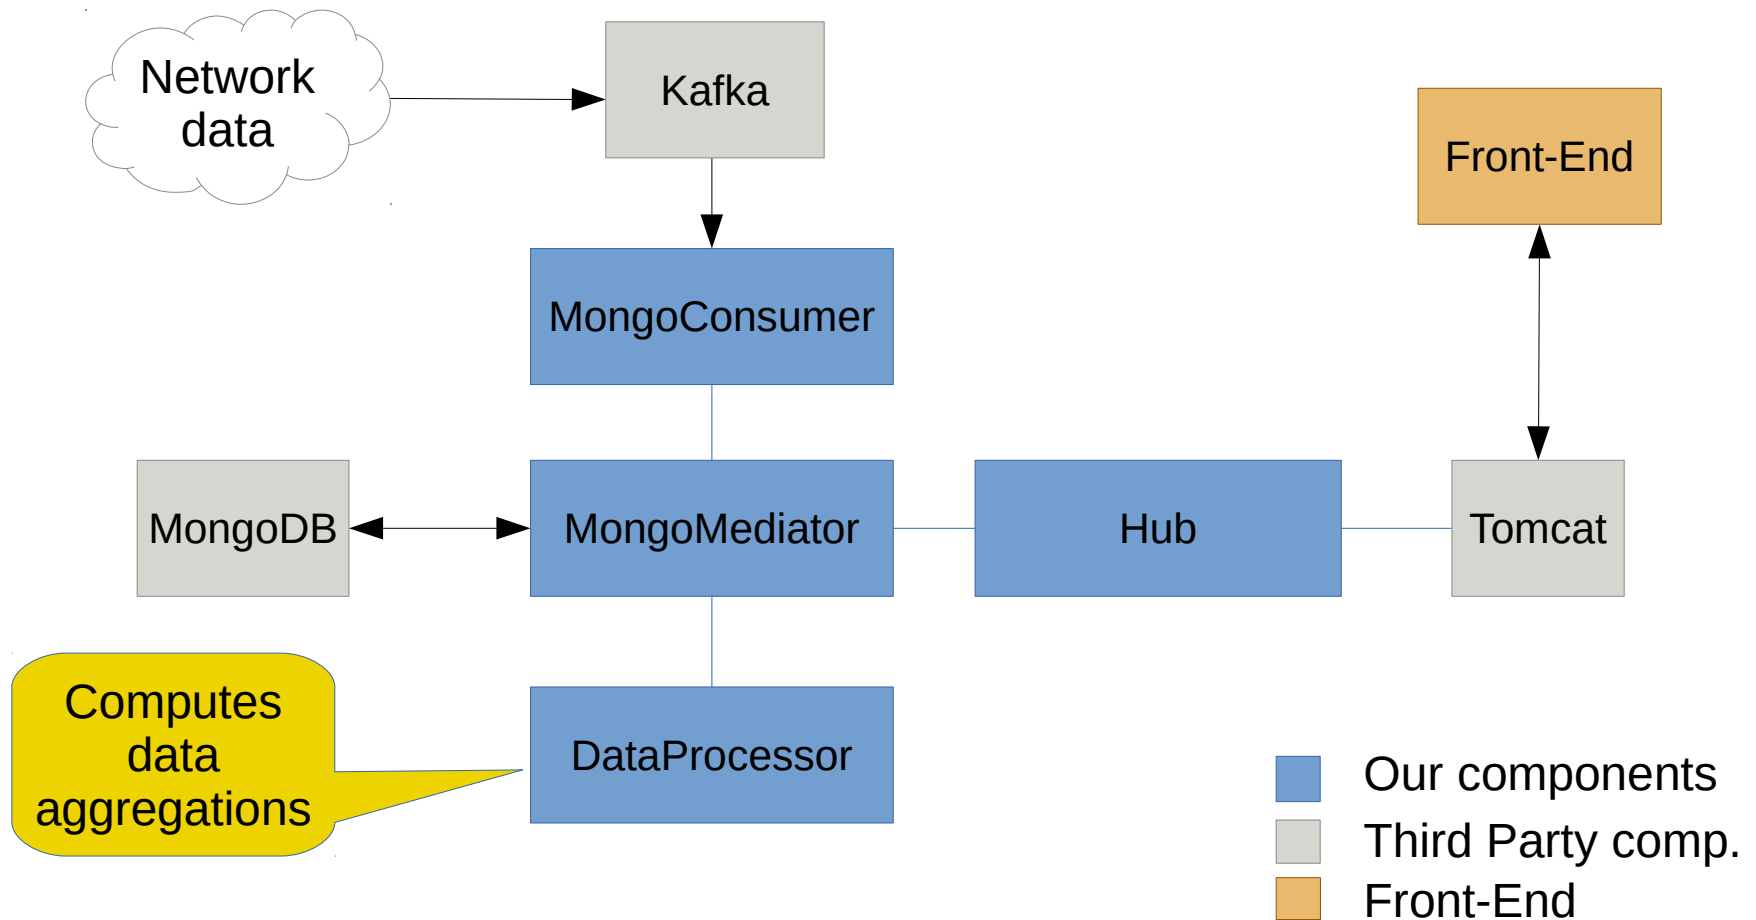 Network
data
Kafka
Front-End
MongoConsumer
MongoDB
MongoMediator
Hub
Tomcat
Computes
data
aggregations
DataProcessor
Our components
Third Party comp.
Front-End